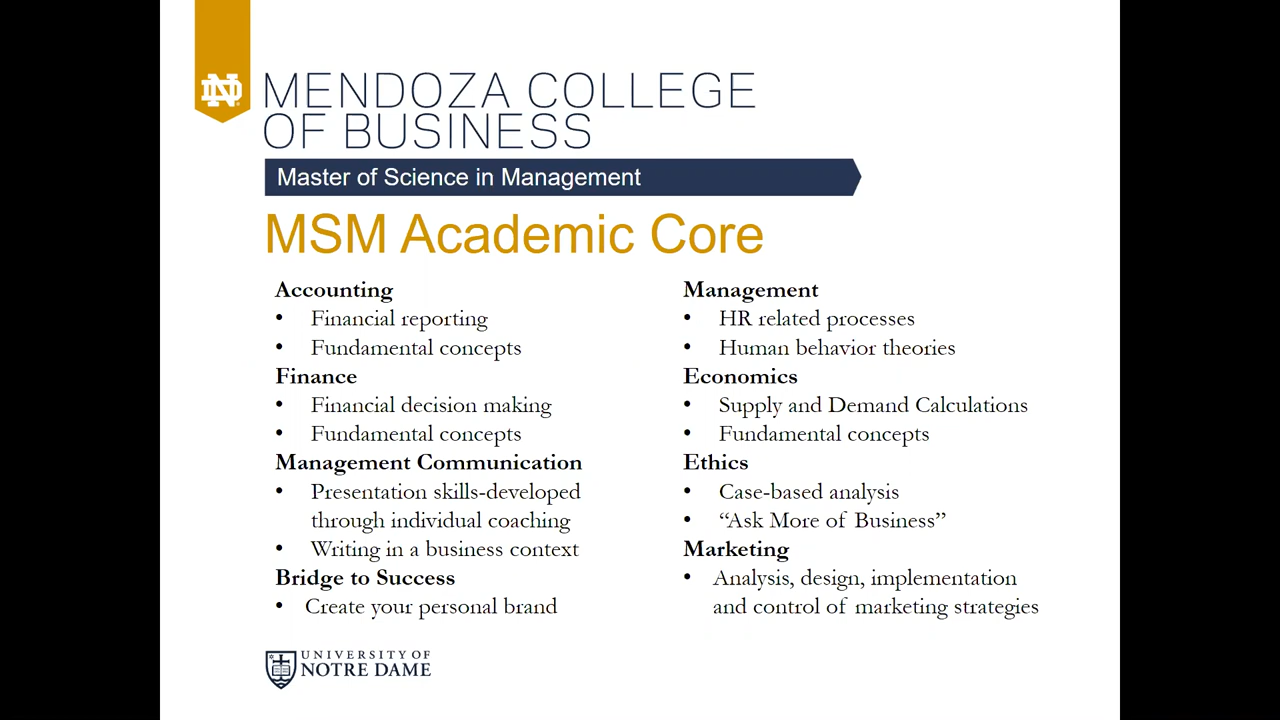 ND
MENDOZA COLLEGE
OF BUSINESS
Master of Science in Management
MSM Academic Core
Accounting
• Financial reporting
• Fundamental concepts
Finance
• Financial decision making
• Fundamental concepts
Management Communication
• Presentation skills-developed
through individual coaching
• Writing in a business context
Bridge to Success
• Create your personal brand
Management
• HR related processes
• Human behavior theories
Economics
• Supply and Demand Calculations
• Fundamental concepts
Ethics
• Case-based analysis
• “Ask More of Business”
Marketing
• Analysis, design, implementation
and control of marketing strategies
UNIVERSITY OF
NOTRE DAME